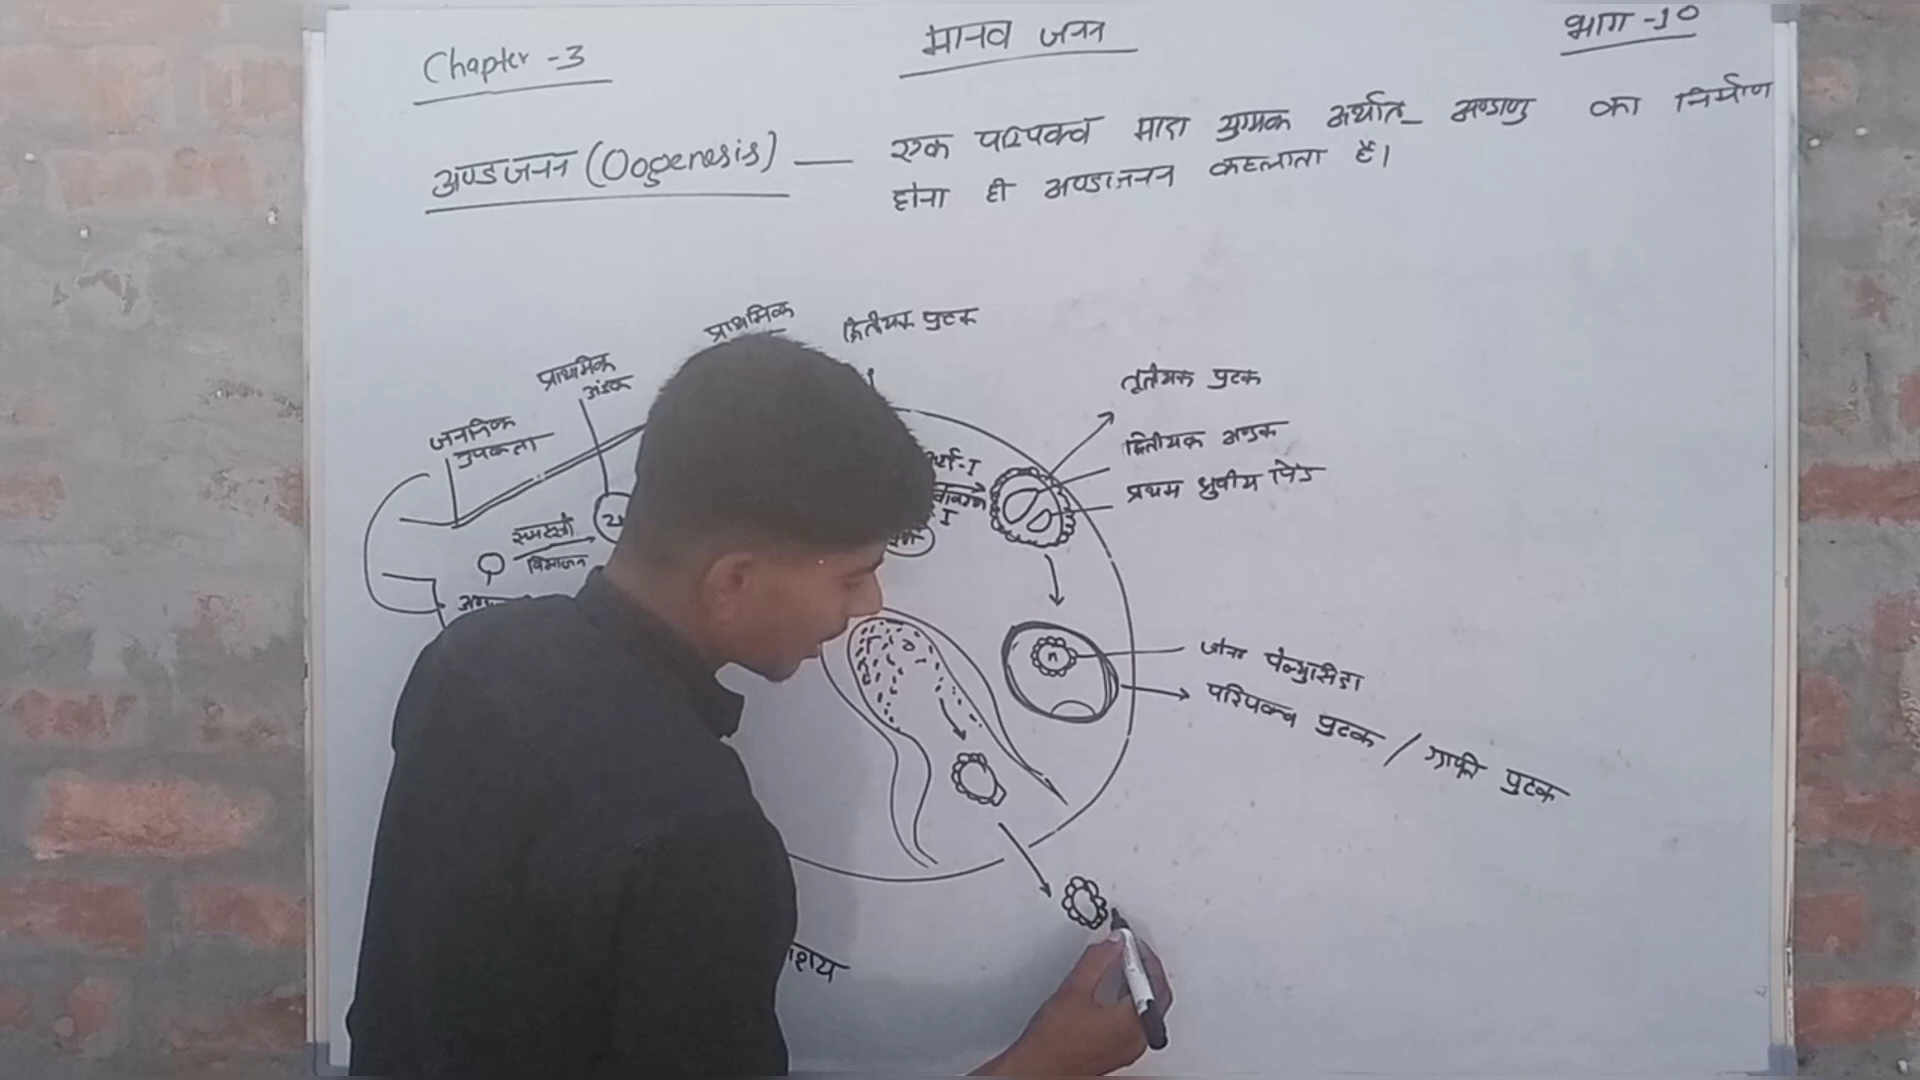 Chapter -3
मानव जनन
भाग -10
अण्डजनन (Oogenesis) — एक परिपक्व मादा युग्मक अर्थात् अण्डाणु का निर्माण
होना ही अण्डाजनन कहलाता है।
प्राथमिक
द्वितीयक पुटक
प्राथमिक
अंडक
जननिक
उपकला
तृतीयक पुटक
द्वितीयक अण्डक
प्रथम ध्रुवीय पिंड
समसूत्री
विभाजन
I
n
जोना पेल्युसिडा
परिपक्व पुटक / ग्राफी पुटक